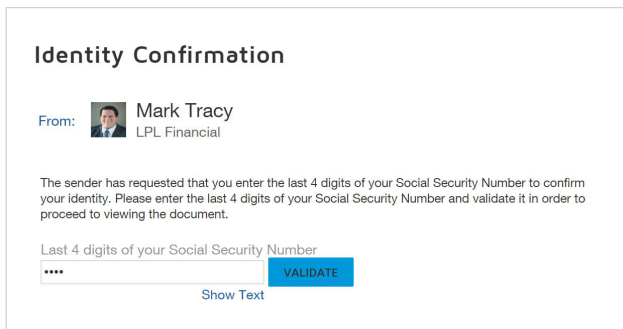 Identity Confirmation
From:
Mark Tracy
LPL Financial
The sender has requested that you enter the last 4 digits of your Social Security Number to confirm
your identity. Please enter the last 4 digits of your Social Security Number and validate it in order to
proceed to viewing the document.
Last 4 digits of your Social Security Number
•••• VALIDATE
Show Text